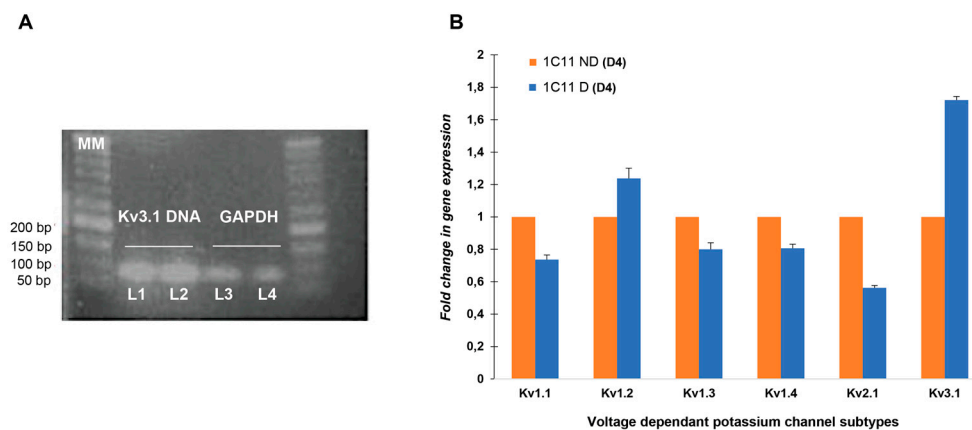 A
MM
Kv3.1 DNA GAPDH
200 bp
150 bp
100 bp
50 bp
L1 L2 L3 L4
B
1C11 ND (D4)
1C11 D (D4)
Fold change in gene expression
2
1,8
1,6
1,4
1,2
1
0,8
0,6
0,4
0,2
0
Kv1.1 Kv1.2 Kv1.3 Kv1.4 Kv2.1 Kv3.1
Voltage dependant potassium channel subtypes